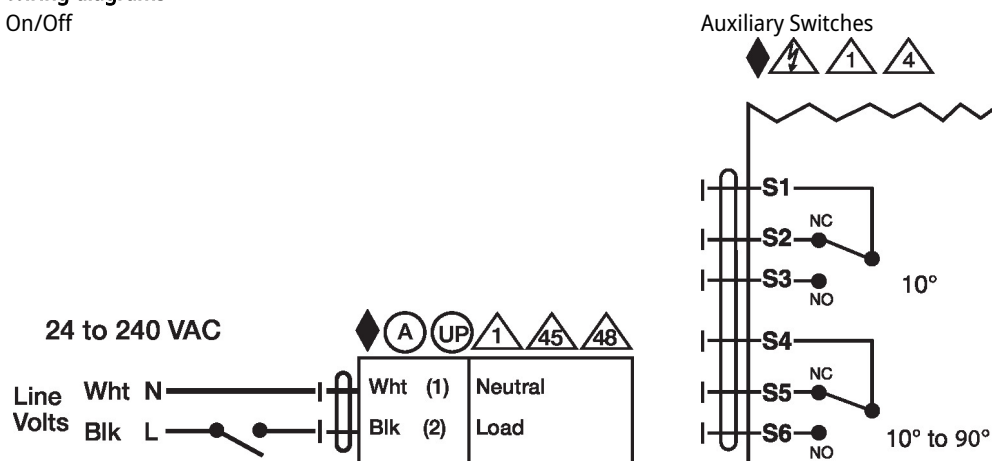 On/Off
Auxiliary Switches
1 4
S1
NC
S2
S3
NO
10°
S4
NC
S5
S6
NO
10° to 90°
24 to 240 VAC
A UP 1 45 48
Line Volts
Wht N
Blk L
Wht (1) Neutral
Blk (2) Load